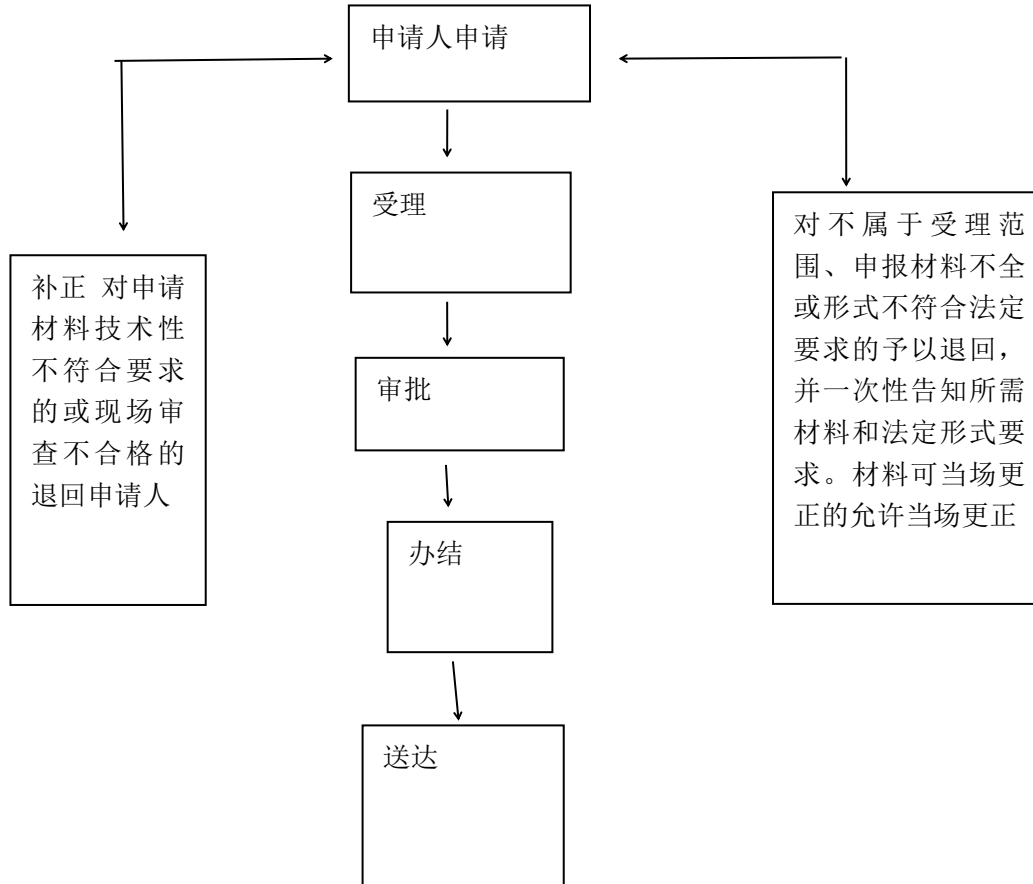 申请人申请
受理
审批
办结
送达
补正 对申请
材料技术性
不符合要求
的或现场审
查不合格的
退回申请人
对不属于受理范
围、申报材料不全
或形式不符合法定
要求的予以退回，
并一次性告知所需
材料和法定形式要
求。材料可当场更
正的允许当场更正